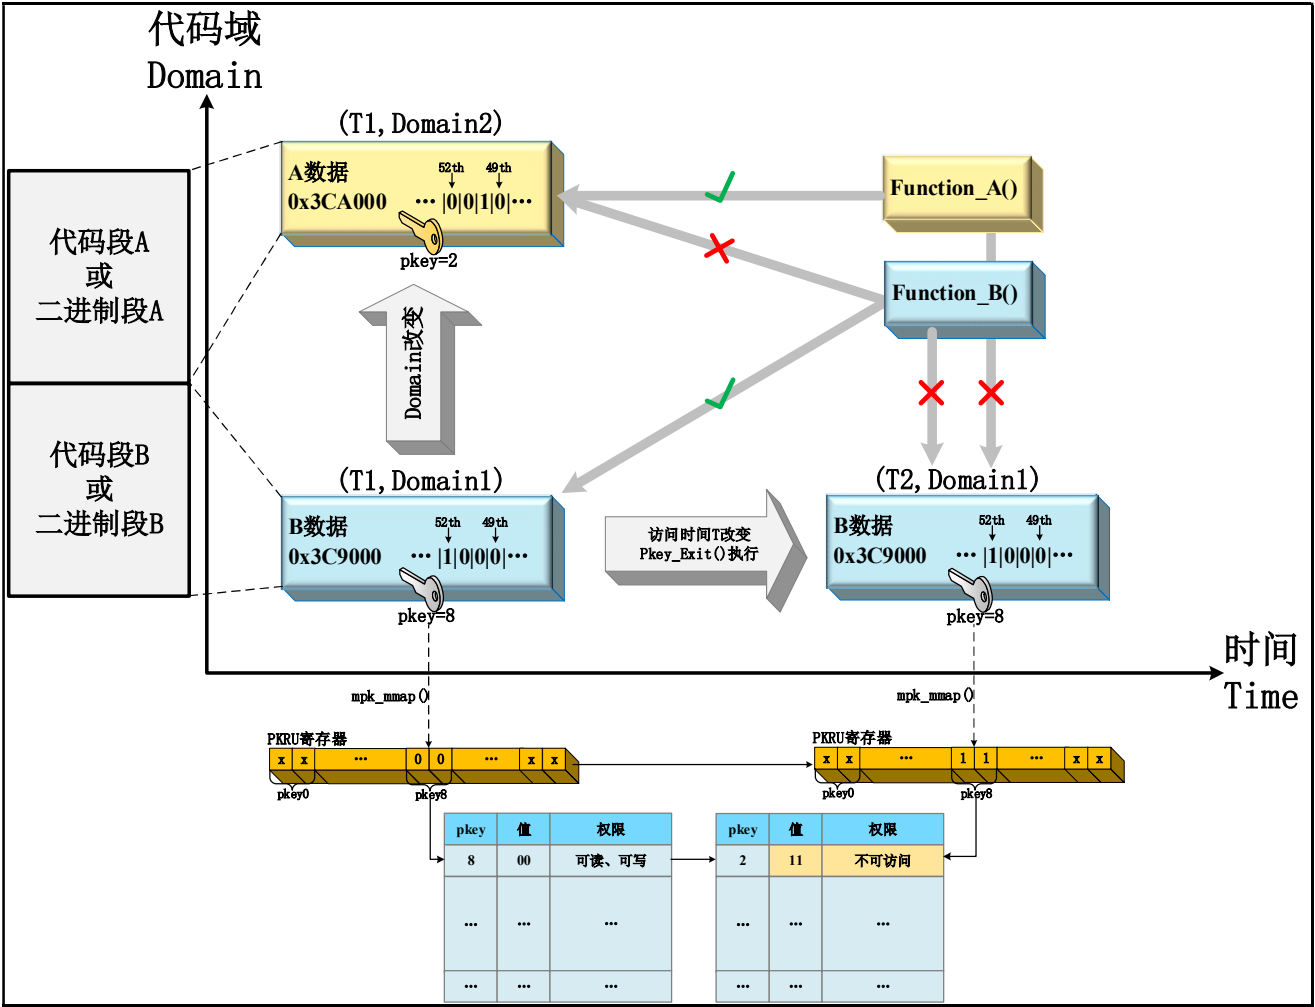 代码域
Domain
(T1,Domain2)
A数据
52th
49th
0x3CA000
… |0|0|1|0|…
pkey=2
Function_A()
Function_B()
代码段A
或
二进制段A
代码段B
或
二进制段B
Domain改变
(T1,Domain1)
B数据
52th
49th
0x3C9000
… |1|0|0|0|…
pkey=8
访问时间T改变
Pkey_Exit()执行
(T2,Domain1)
B数据
52th
49th
0x3C9000
… |1|0|0|0|…
pkey=8
时间
Time
mpk_mmap()
mpk_mmap()
PKRU寄存器
x x … 0 0 … x x
pkey0
pkey8
PKRU寄存器
x x … 1 1 … x x
pkey0
pkey8
pkey 值 权限
8 00 可读、可写
… … …
… … …
pkey 值 权限
2 11 不可访问
… … …
… … …